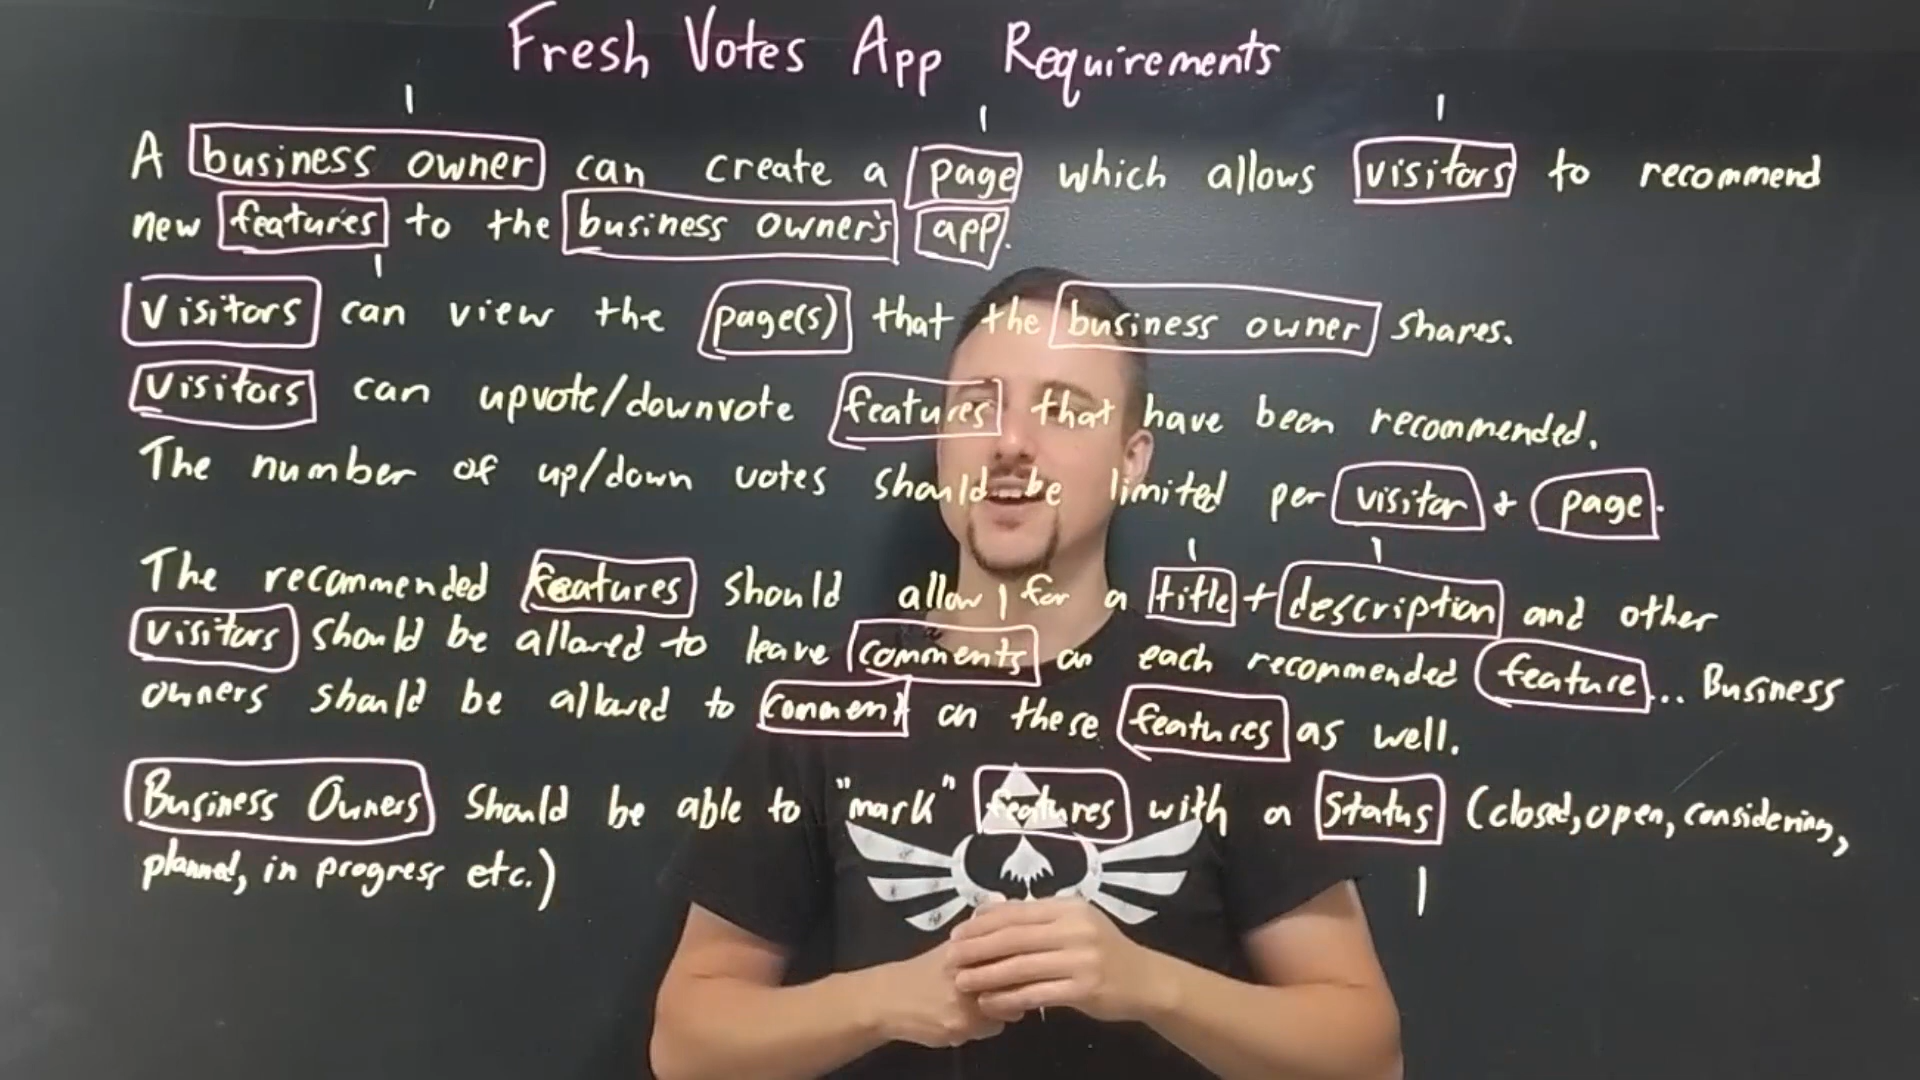 Fresh Votes App Requirements
A business owner can create a page which allows visitors to recommend
new features to the business owner's app.
Visitors can view the page(s) that the business owner shares.
Visitors can upvote/downvote features that have been recommended.
The number of up/down votes should be limited per visitor + page.
The recommended features should allow for a title + description and other
visitors should be allowed to leave comments on each recommended feature... Business
owners should be allowed to comment on these features as well.
Business Owners should be able to "mark" features with a status (closed, open, considering,
planned, in progress etc.)